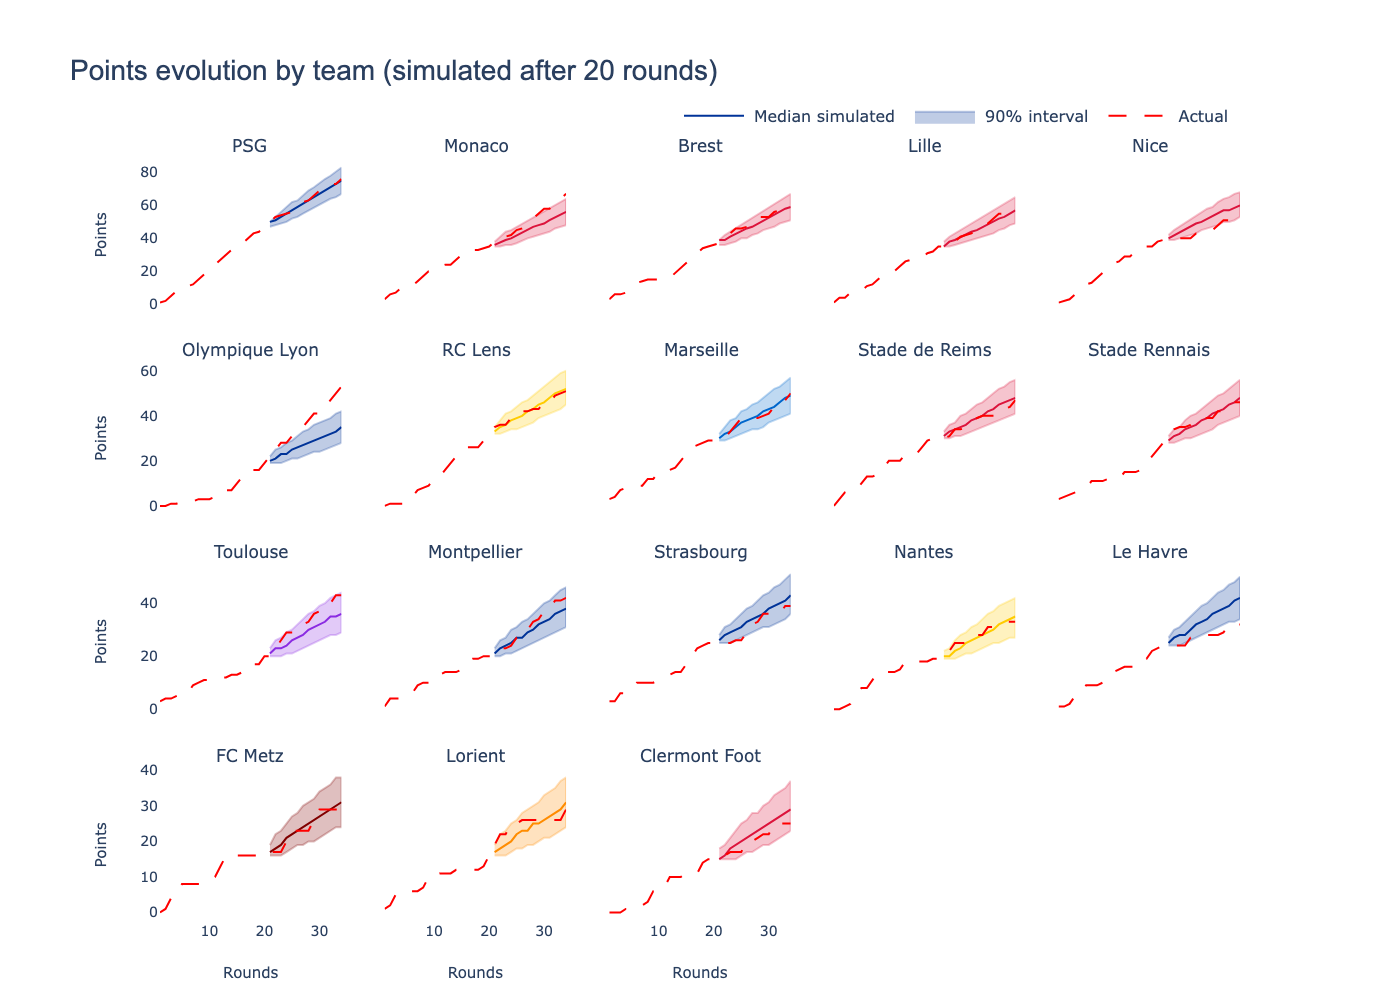 Points evolution by team (simulated after 20 rounds)
Median simulated 90% interval Actual
PSG Monaco Brest Lille Nice
80
60
40
20
0
Points
Olympique Lyon RC Lens Marseille Stade de Reims Stade Rennais
60
40
20
0
Points
Toulouse Montpellier Strasbourg Nantes Le Havre
40
20
0
Points
FC Metz Lorient Clermont Foot
40
30
20
10
0
Points
10 20 30 10 20 30 10 20 30
Rounds Rounds Rounds